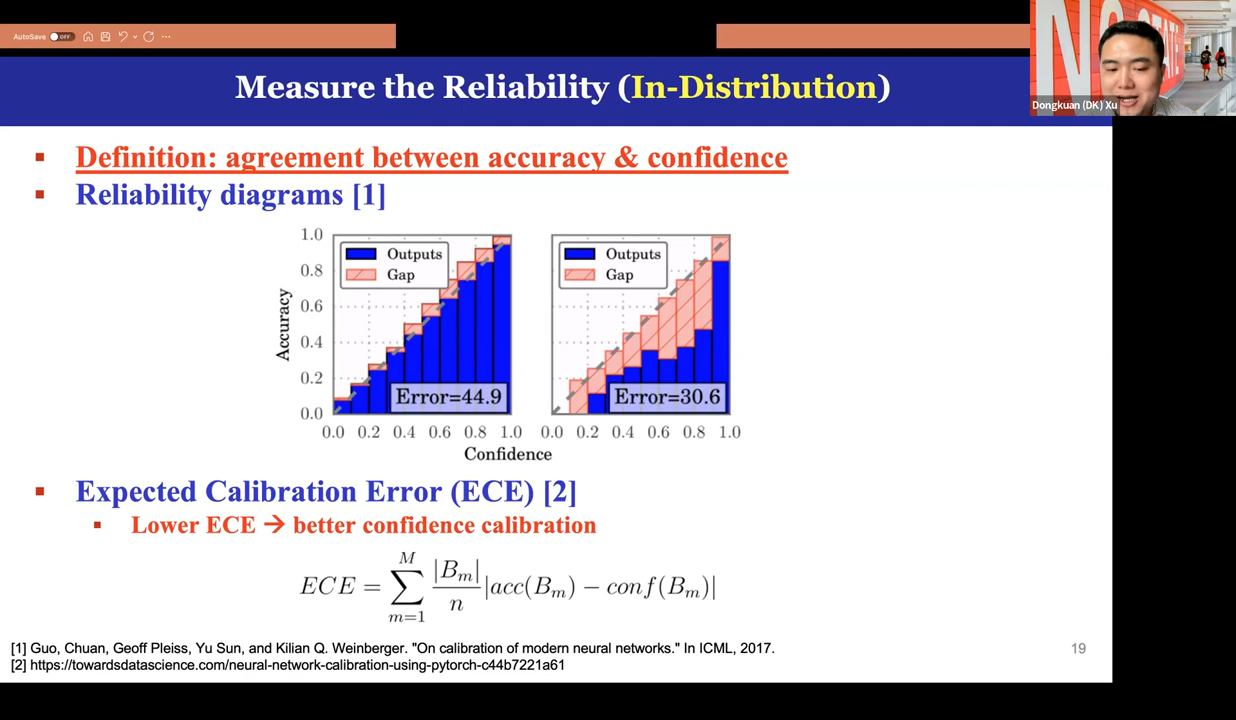 AutoSave OFF
Measure the Reliability (In-Distribution)
Dongkuan (DK) Xu
▪ Definition: agreement between accuracy & confidence
▪ Reliability diagrams [1]
Accuracy
1.0
0.8
0.6
0.4
0.2
0.0
Outputs
Gap
Error=44.9
0.0 0.2 0.4 0.6 0.8 1.0
Outputs
Gap
Error=30.6
0.0 0.2 0.4 0.6 0.8 1.0
Confidence
▪ Expected Calibration Error (ECE) [2]
▪ Lower ECE → better confidence calibration
ECE = ∑_{m=1}^{M} |B_m|/n |acc(B_m) − conf(B_m)|
[1] Guo, Chuan, Geoff Pleiss, Yu Sun, and Kilian Q. Weinberger. "On calibration of modern neural networks." In ICML, 2017.
[2] https://towardsdatascience.com/neural-network-calibration-using-pytorch-c44b7221a61
19